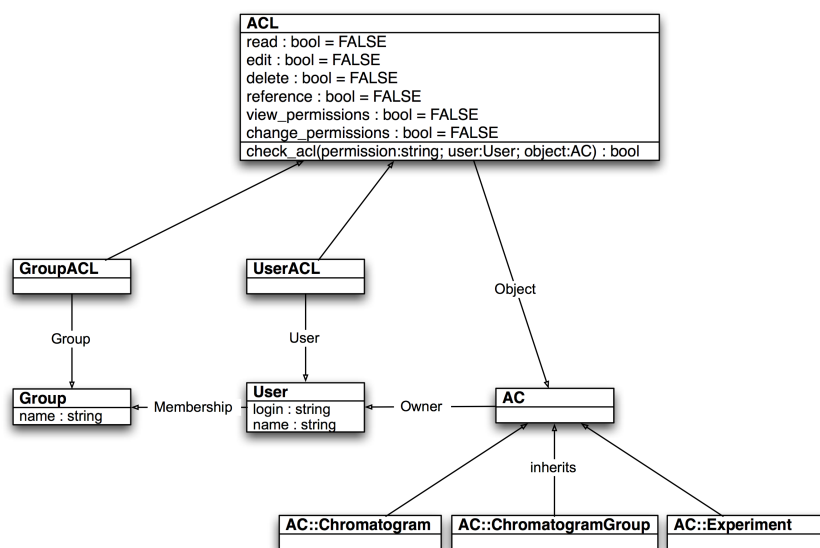 ACL
read : bool = FALSE
edit : bool = FALSE
delete : bool = FALSE
reference : bool = FALSE
view_permissions : bool = FALSE
change_permissions : bool = FALSE
check_acl(permission:string; user:User; object:AC) : bool
GroupACL
UserACL
Object
Group
User
Group
name : string
Membership
User
login : string
name : string
Owner
AC
inherits
AC::Chromatogram
AC::ChromatogramGroup
AC::Experiment